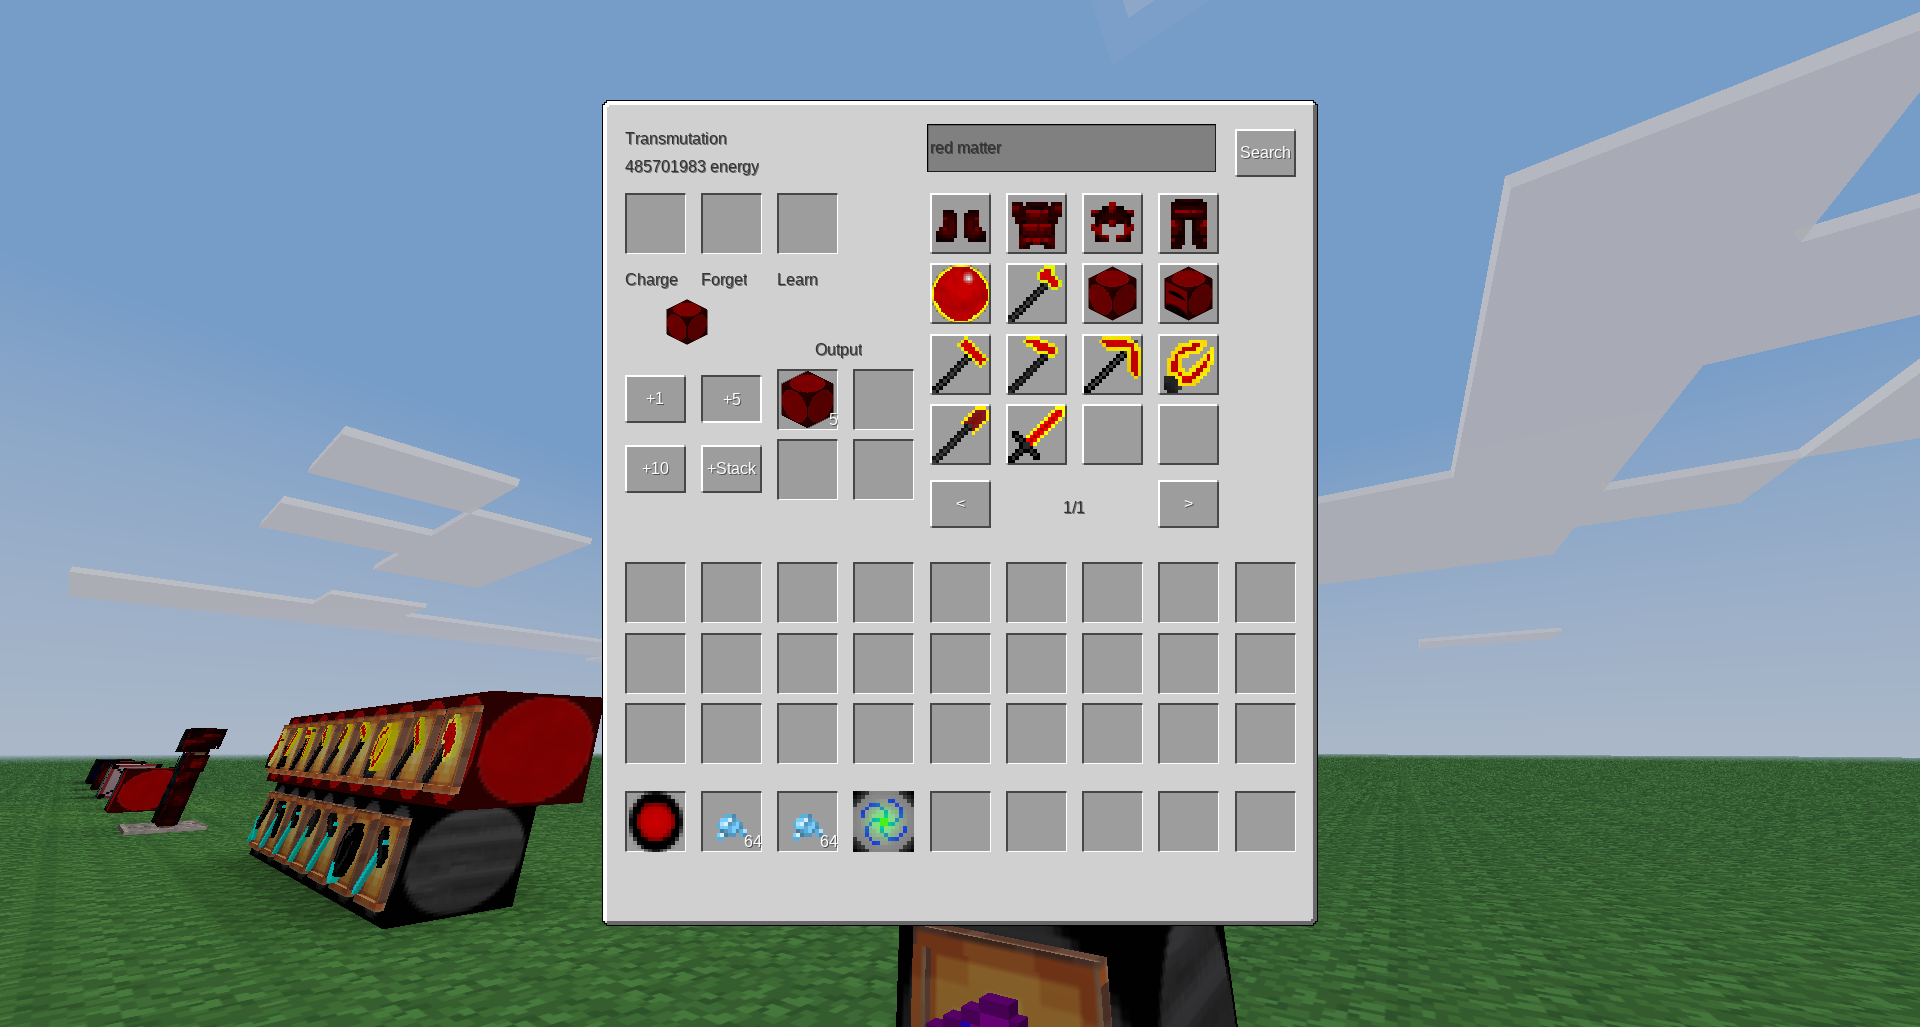 Transmutation
485701983 energy
red matter
Search
Charge
Forget
Learn
Output
+1
+5
5
+10
+Stack
<
1/1
>
64
64